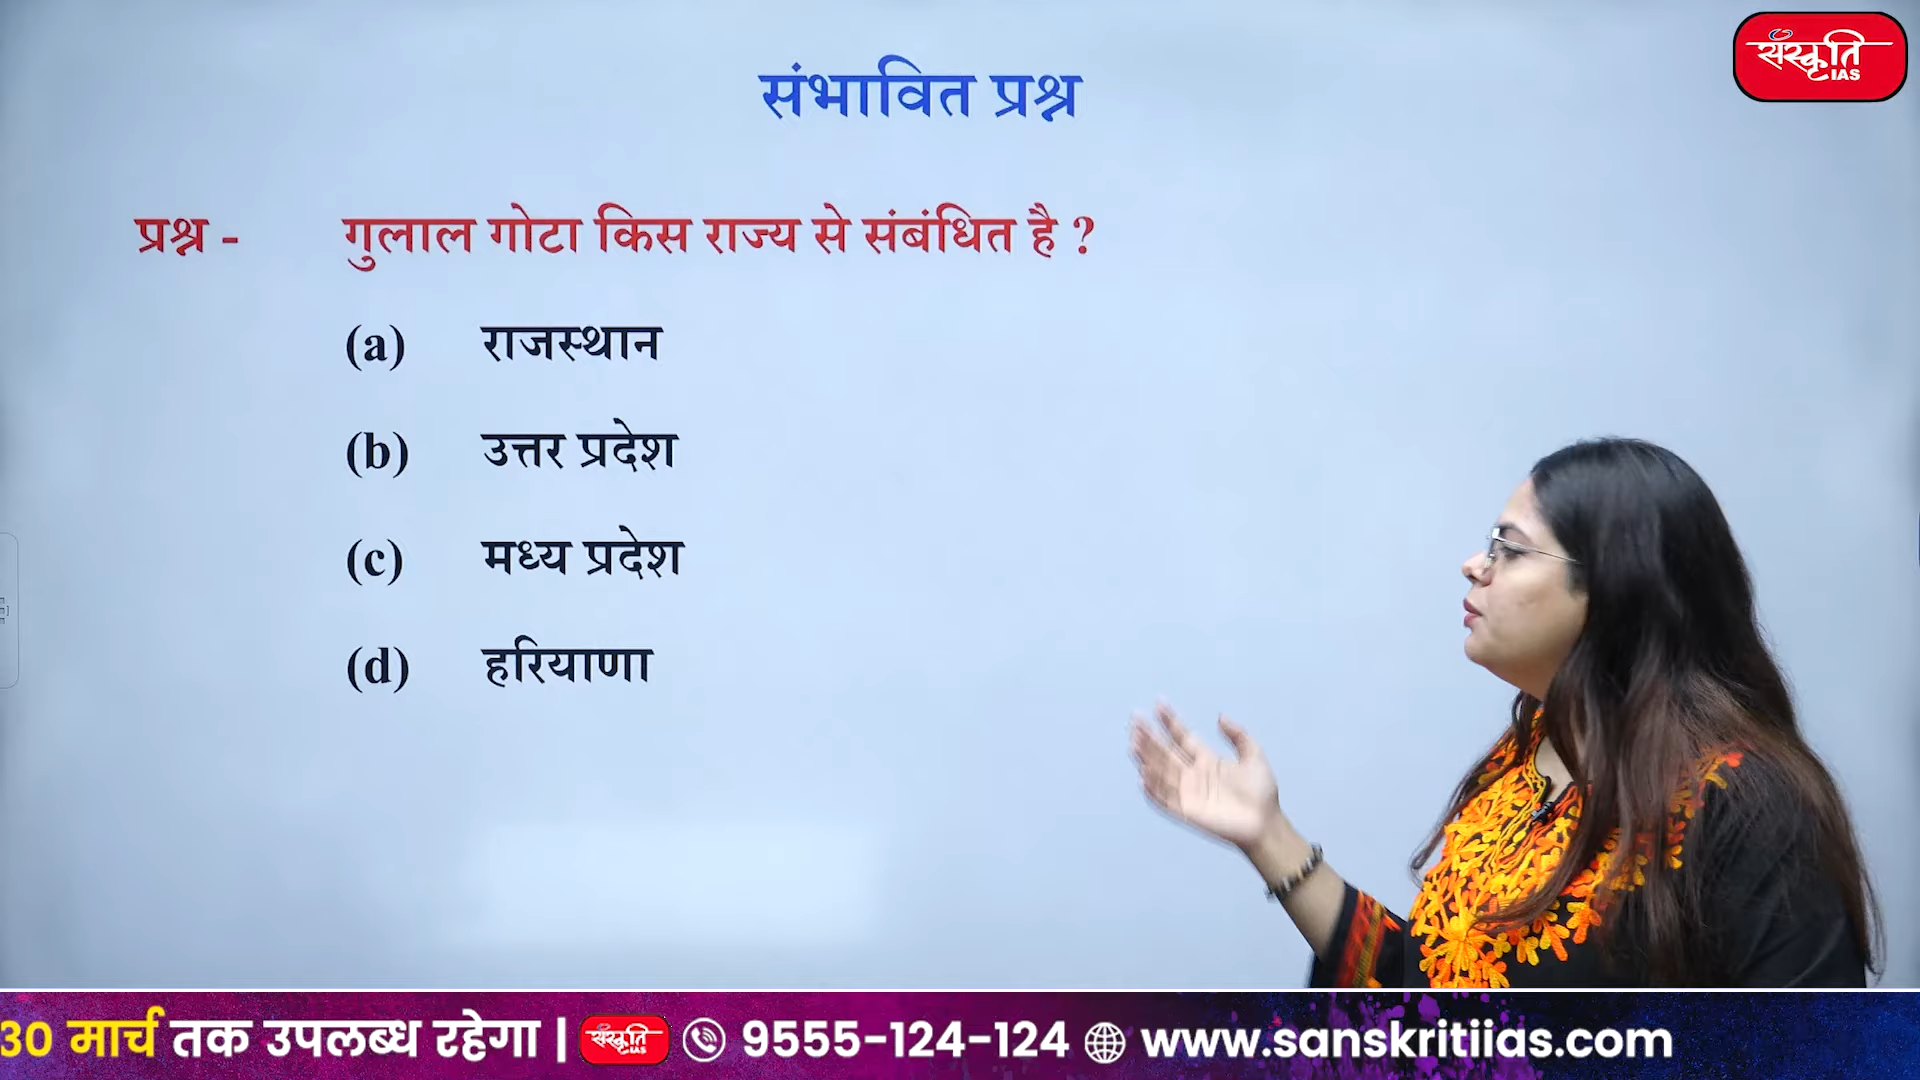 संस्कृति
IAS
संभावित प्रश्न
प्रश्न - गुलाल गोटा किस राज्य से संबंधित है ?
(a) राजस्थान
(b) उत्तर प्रदेश
(c) मध्य प्रदेश
(d) हरियाणा
30 मार्च तक उपलब्ध रहेगा | संस्कृति IAS 9555-124-124 www.sanskritiias.com